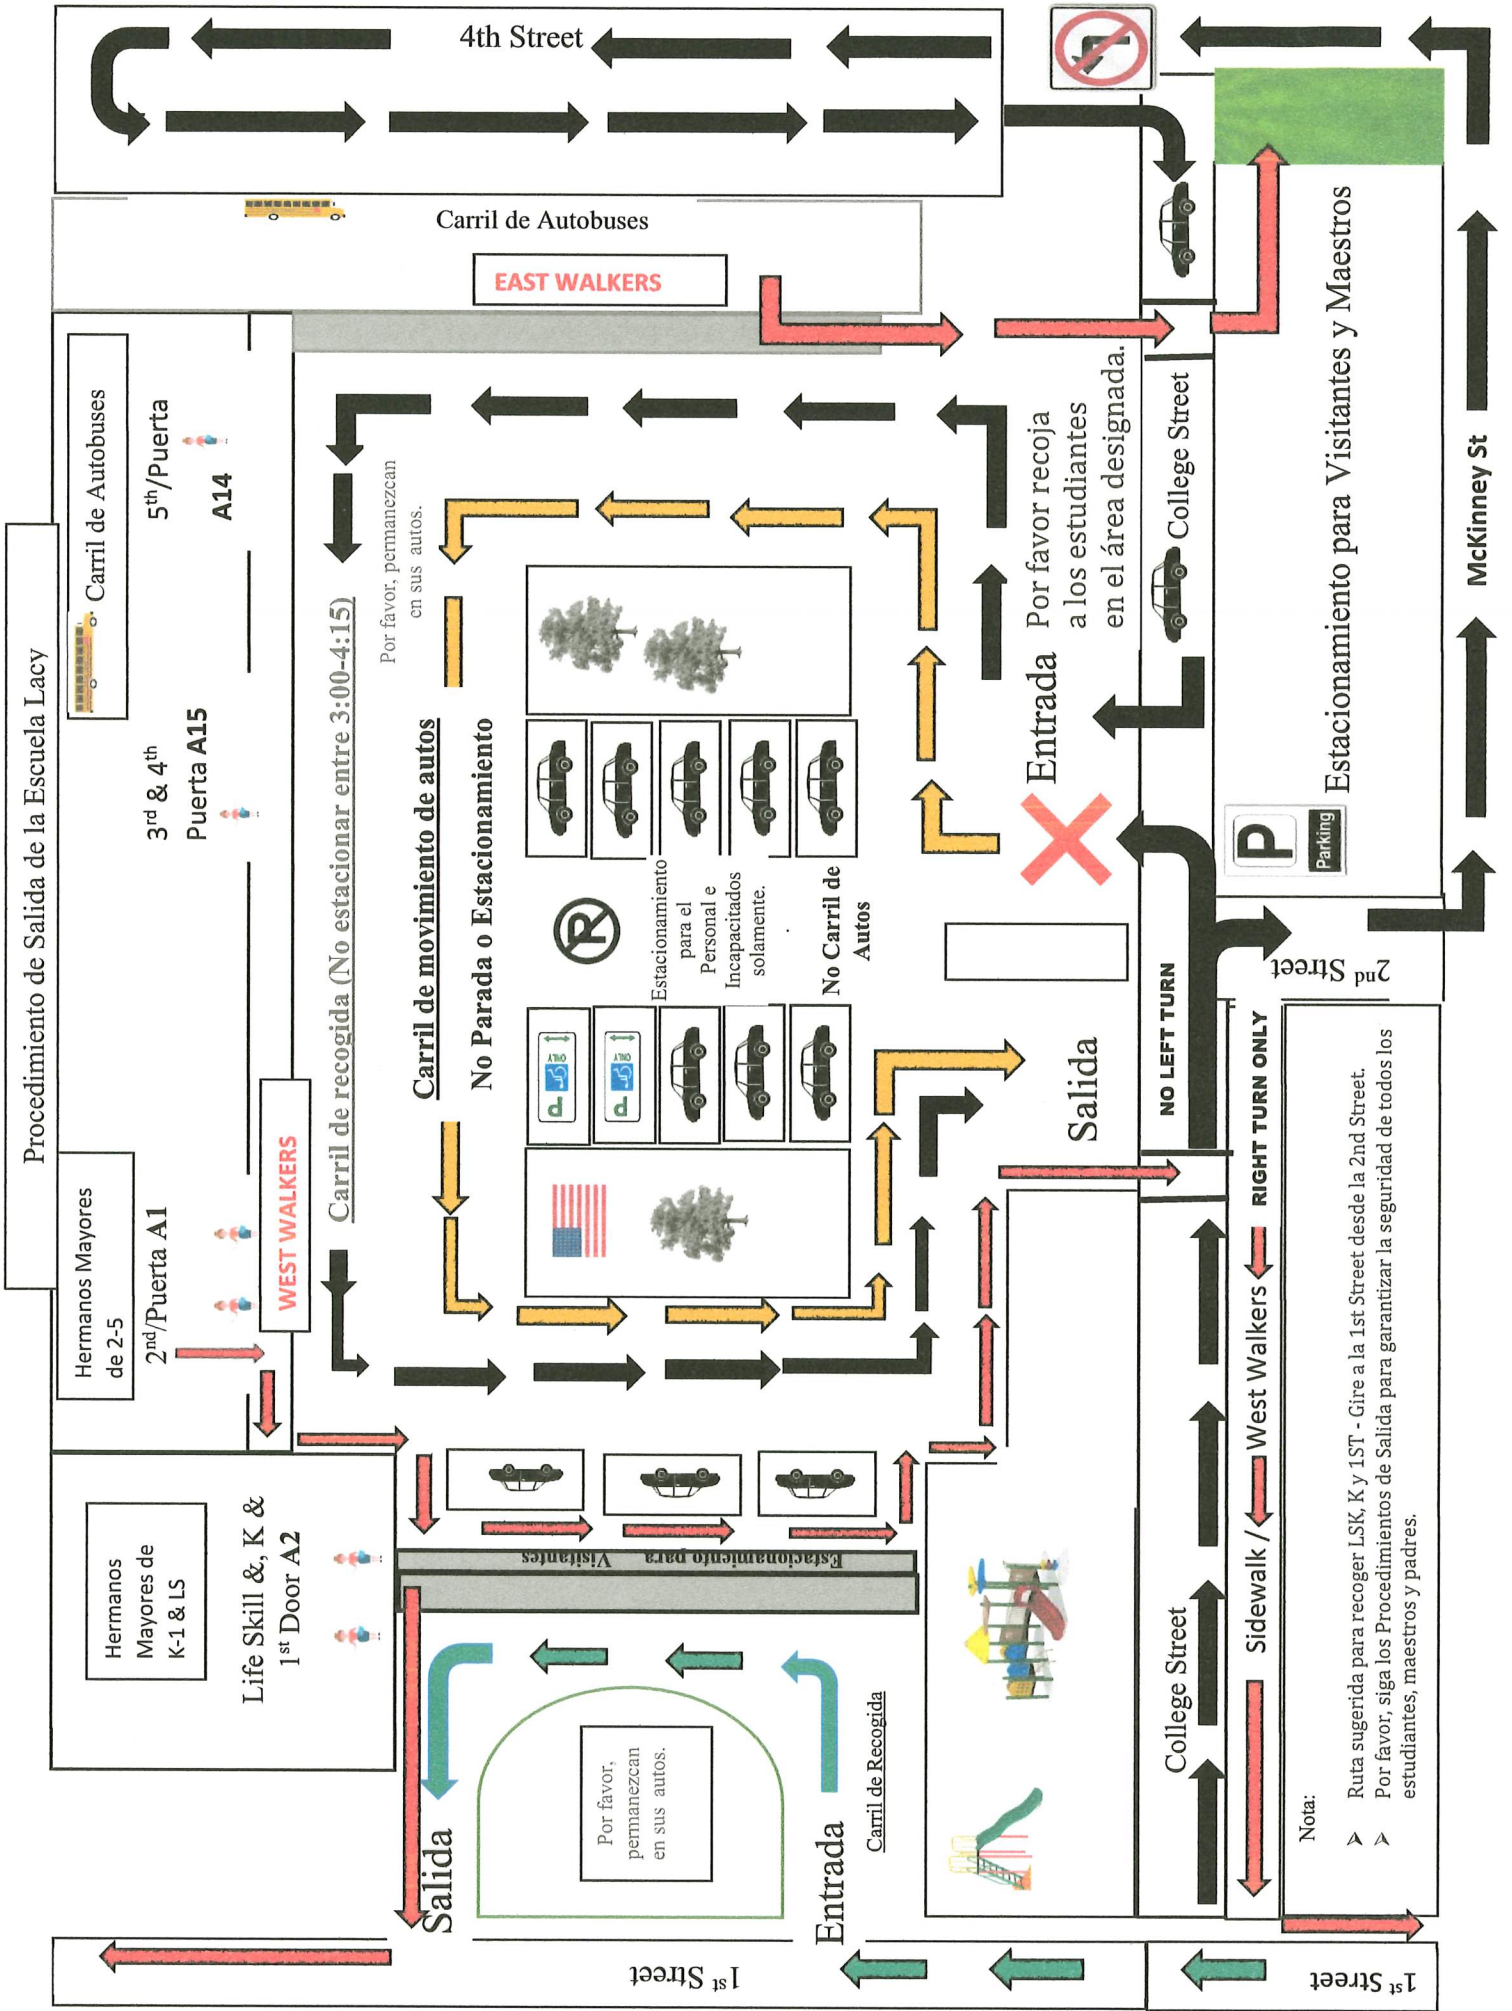 Procedimiento de Salida de la Escuela Lacy
Hermanos Mayores
de 2-5
2nd/Puerta A1
3rd & 4th
Puerta A15
Carril de Autobuses
5th/Puerta
A14
Hermanos
Mayores de
K-1 & LS
Life Skill &, K &
1st Door A2
WEST WALKERS
Carril de recogida (No estacionar entre 3:00-4:15)
Por favor, permanezcan
en sus autos.
Carril de movimiento de autos
No Parada o Estacionamiento
EAST WALKERS
Carril de Autobuses
4th Street
P
P
ONLY
P
ONLY
Estacionamiento
para el
Personal e
Incapacitados
solamente.
.
No Carril de
Autos
Estacionamiento para Visitantes
Por favor,
permanezcan
en sus autos.
Salida
Entrada
Carril de Recogida
1st Street
Salida
Entrada
Por favor recoja
a los estudiantes
en el área designada.
NO LEFT TURN
College Street
College Street
Sidewalk / West Walkers RIGHT TURN ONLY
2nd Street
P
Parking
Estacionamiento para Visitantes y Maestros
McKinney St
1st Street
Nota:
➢ Ruta sugerida para recoger LSK, K y 1ST - Gire a la 1st Street desde la 2nd Street.
➢ Por favor, siga los Procedimientos de Salida para garantizar la seguridad de todos los
estudiantes, maestros y padres.